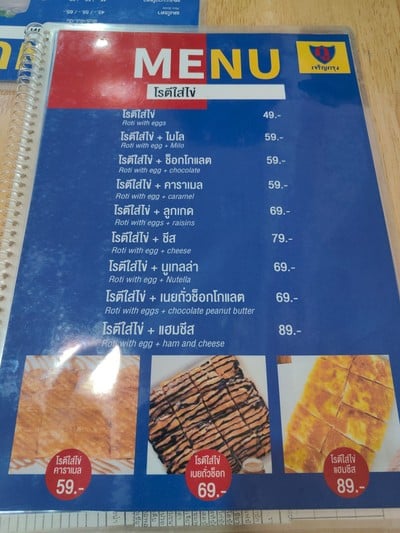 MENU
เจริญกรุง
โรตีใส่ไข่
โรตีใส่ไข่ 49.-
Roti with eggs
โรตีใส่ไข่ + ไมโล 59.-
Roti with egg + Milo
โรตีใส่ไข่ + ช็อกโกแลต 59.-
Roti with egg + chocolate
โรตีใส่ไข่ + คาราเมล 59.-
Roti with egg + caramel
โรตีใส่ไข่ + ลูกเกด 69.-
Roti with eggs + raisins
โรตีใส่ไข่ + ชีส 79.-
Roti with egg + cheese
โรตีใส่ไข่ + นูเทลล่า 69.-
Roti with egg + Nutella
โรตีใส่ไข่ + เนยถั่วช็อกโกแลต 69.-
Roti with eggs + chocolate peanut butter
โรตีใส่ไข่ + แฮมชีส 89.-
Roti with egg + ham and cheese
โรตีใส่ไข่
คาราเมล
59.-
โรตีใส่ไข่
เนยถั่วช็อก
69.-
โรตีใส่ไข่
แฮมชีส
89.-